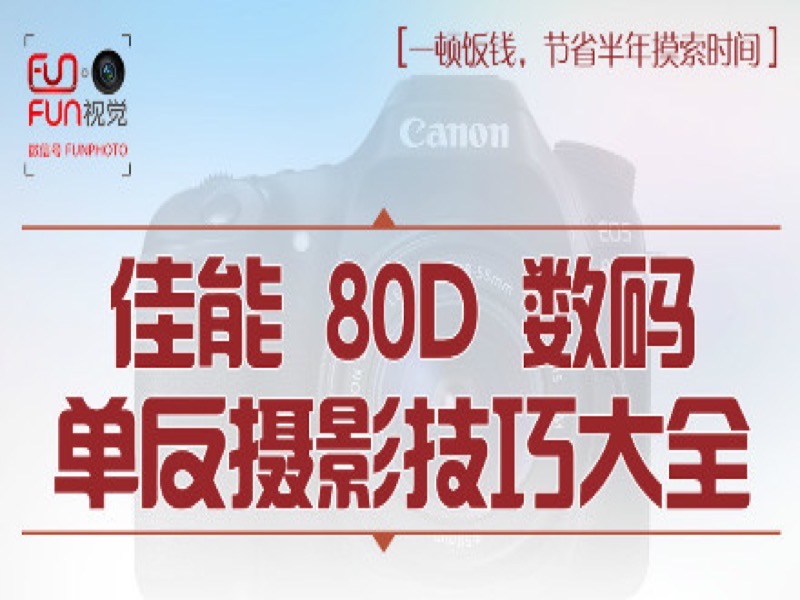 FUN
FUN视觉
微信号 FUNPHOTO
[一顿饭钱，节省半年摸索时间]
Canon
EOS
佳能 80D 数码
单反摄影技巧大全